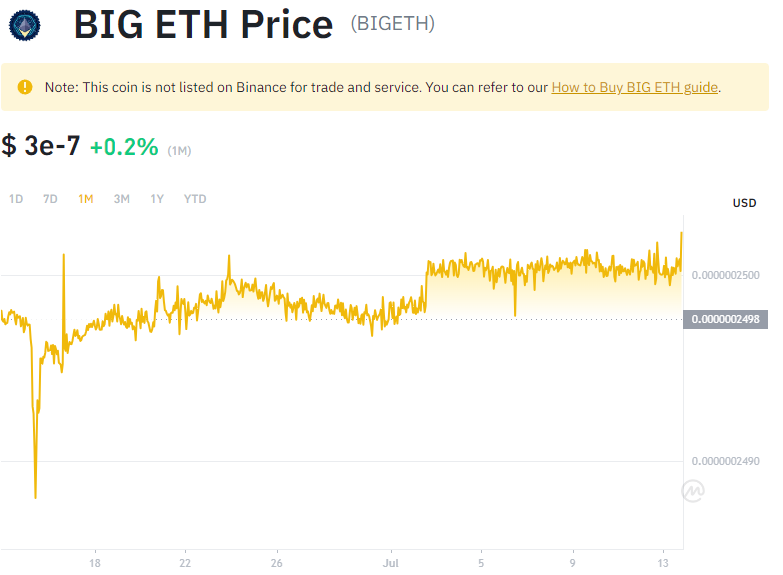 BIG ETH Price (BIGETH)
Note: This coin is not listed on Binance for trade and service. You can refer to our How to Buy BIG ETH guide.
$ 3e-7 +0.2% (1M)
1D 7D 1M 3M 1Y YTD
USD
0.0000002500
0.0000002498
0.0000002490
18 22 26 Jul 5 9 13